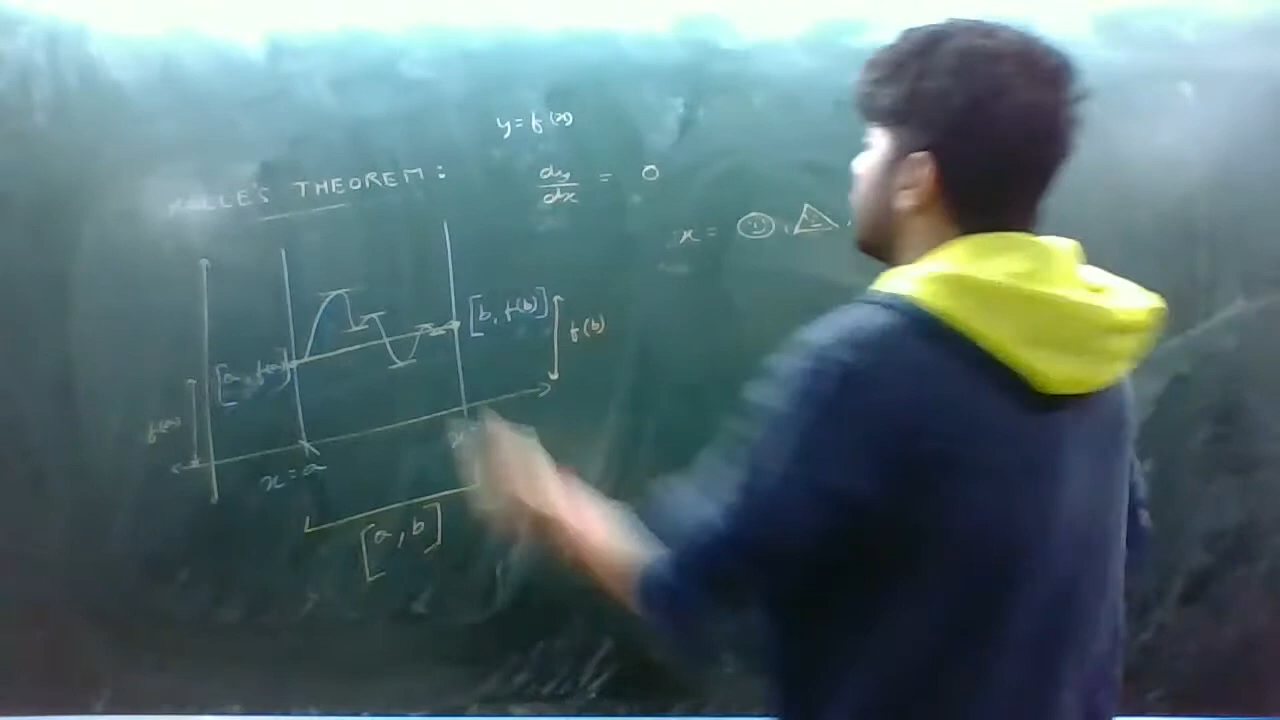 y = f(x)
THEOREM:
dy/dx = 0
x =
[b, f(b)]
f(b)
[a, f(a)]
f(a)
x = a
[a, b]